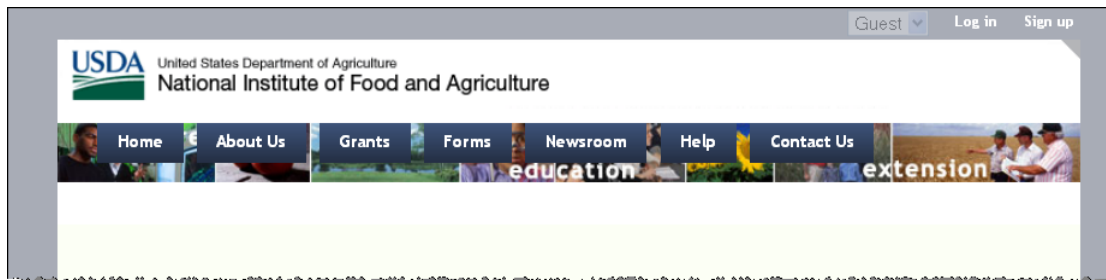 Guest Log in Sign up
USDA United States Department of Agriculture
National Institute of Food and Agriculture
Home About Us Grants Forms Newsroom Help Contact Us
education extension